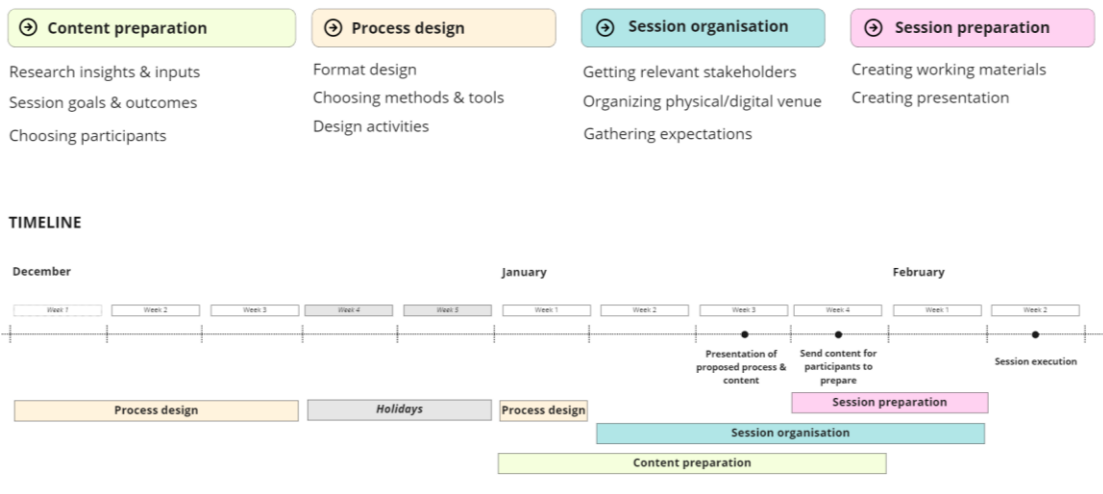 Content preparation
Research insights & inputs
Session goals & outcomes
Choosing participants
Process design
Format design
Choosing methods & tools
Design activities
Session organisation
Getting relevant stakeholders
Organizing physical/digital venue
Gathering expectations
Session preparation
Creating working materials
Creating presentation
TIMELINE
December
January
February
Week 1
Week 2
Week 3
Week 4
Week 5
Week 1
Week 2
Week 3
Week 4
Week 1
Week 2
Presentation of
proposed process &
content
Send content for
participants to
prepare
Session execution
Process design
Holidays
Process design
Session preparation
Session organisation
Content preparation